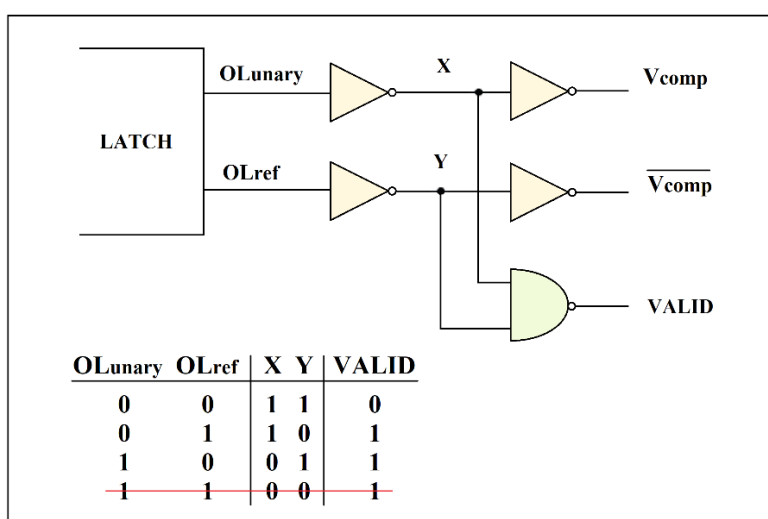 OLunary
X
Vcomp
LATCH
OLref
Y
Vcomp
VALID
OLunary OLref X Y VALID
0 0 1 1 0
0 1 1 0 1
1 0 0 1 1
1 1 0 0 1